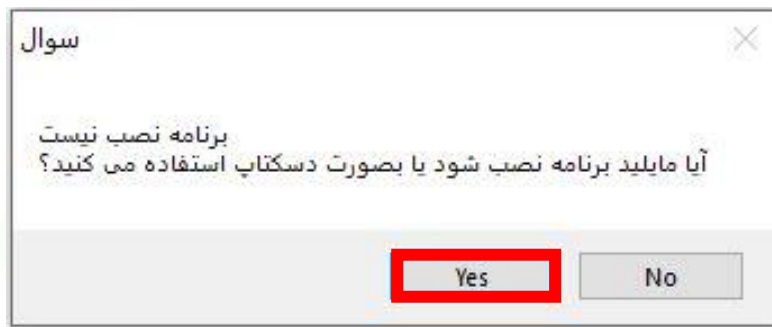 سوال
برنامه نصب نیست
آیا مایلید برنامه نصب شود یا بصورت دسکتاپ استفاده می کنید؟
Yes
No